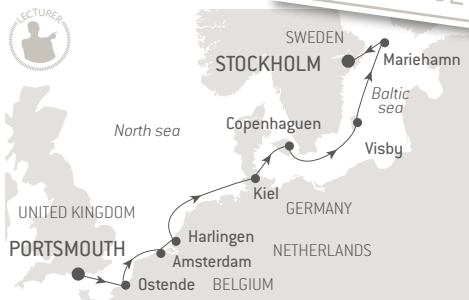 LECTURER
SWEDEN
STOCKHOLM
Mariehamn
Baltic
sea
North sea
Copenhaguen
Visby
Kiel
UNITED KINGDOM
GERMANY
PORTSMOUTH
Harlingen
NETHERLANDS
Amsterdam
Ostende
BELGIUM